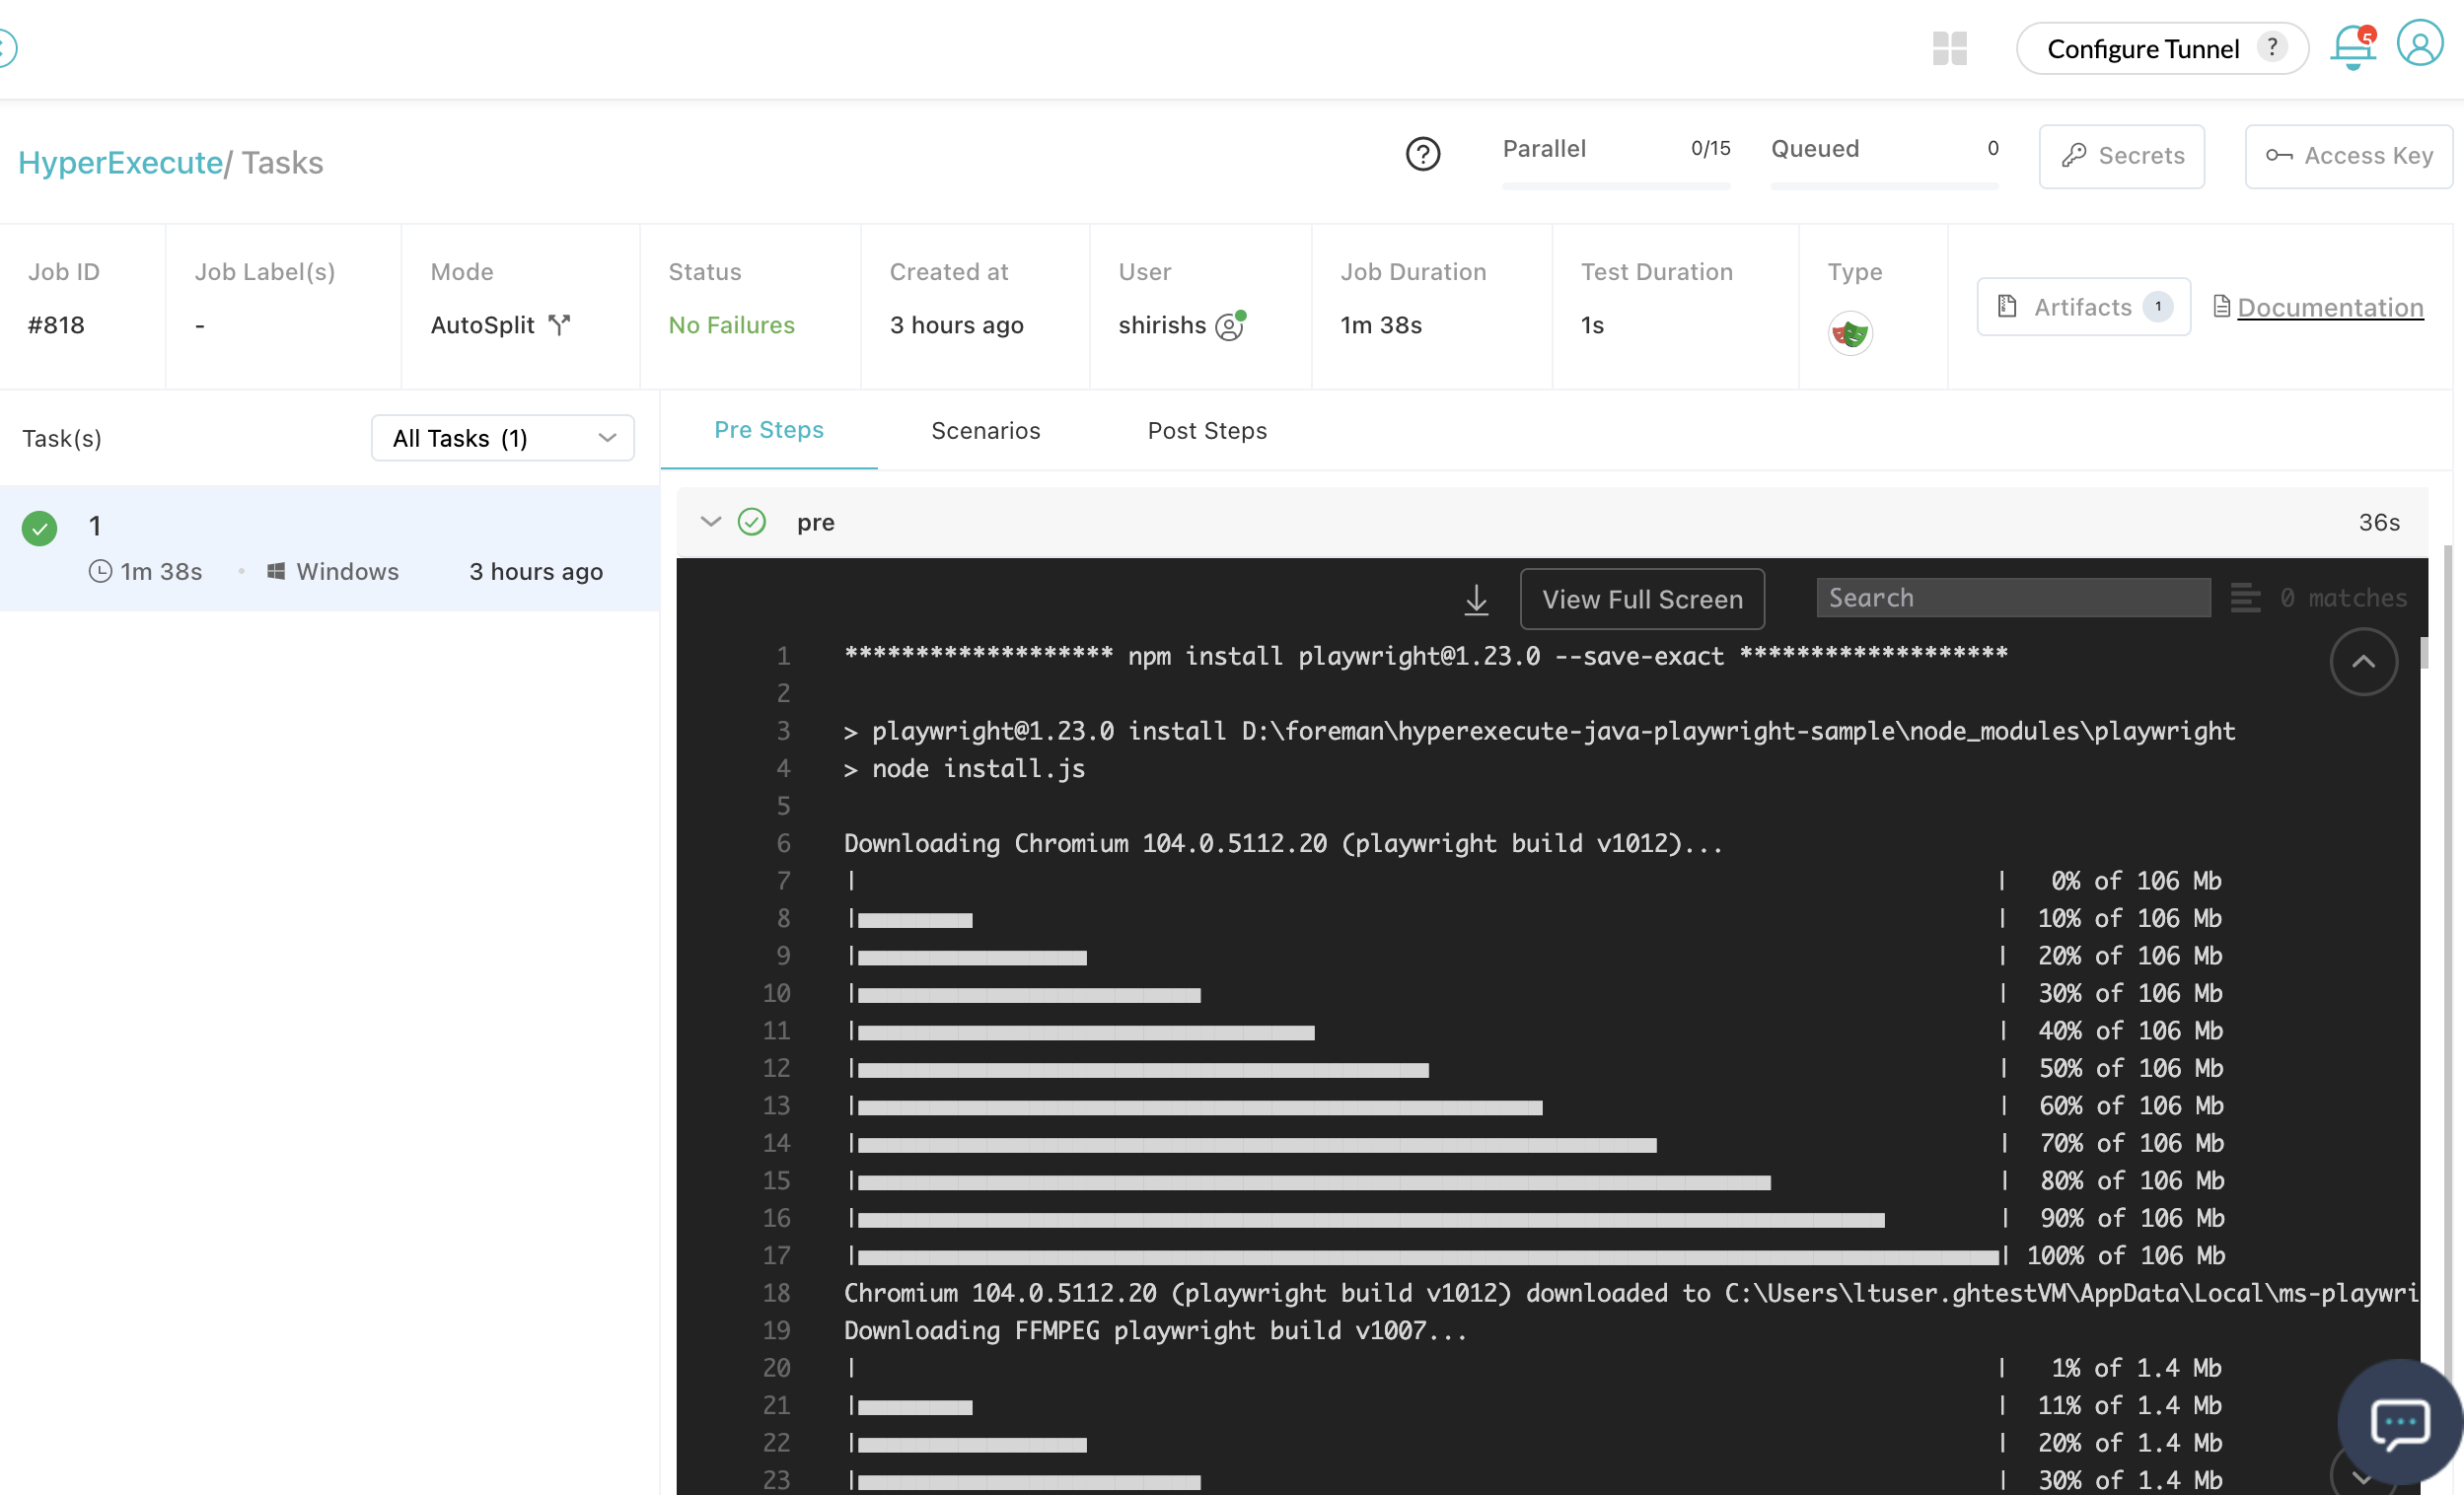 Configure Tunnel ?
5
HyperExecute/ Tasks
?
Parallel 0/15
Queued 0
Secrets
Access Key
Job ID
#818
Job Label(s)
-
Mode
AutoSplit
Status
No Failures
Created at
3 hours ago
User
shirishs
Job Duration
1m 38s
Test Duration
1s
Type
Artifacts 1
Documentation
Task(s)
All Tasks (1)
1
1m 38s • Windows 3 hours ago
Pre Steps Scenarios Post Steps
pre 36s
View Full Screen
Search
0 matches
1 ******************* npm install playwright@1.23.0 --save-exact *******************
2
3 > playwright@1.23.0 install D:\foreman\hyperexecute-java-playwright-sample\node_modules\playwright
4 > node install.js
5
6 Downloading Chromium 104.0.5112.20 (playwright build v1012)...
7 | | 0% of 106 Mb
8 | | 10% of 106 Mb
9 | | 20% of 106 Mb
10 | | 30% of 106 Mb
11 | | 40% of 106 Mb
12 | | 50% of 106 Mb
13 | | 60% of 106 Mb
14 | | 70% of 106 Mb
15 | | 80% of 106 Mb
16 | | 90% of 106 Mb
17 | | 100% of 106 Mb
18 Chromium 104.0.5112.20 (playwright build v1012) downloaded to C:\Users\ltuser.ghtestVM\AppData\Local\ms-playwri
19 Downloading FFMPEG playwright build v1007...
20 | | 1% of 1.4 Mb
21 | | 11% of 1.4 Mb
22 | | 20% of 1.4 Mb
23 | | 30% of 1.4 Mb